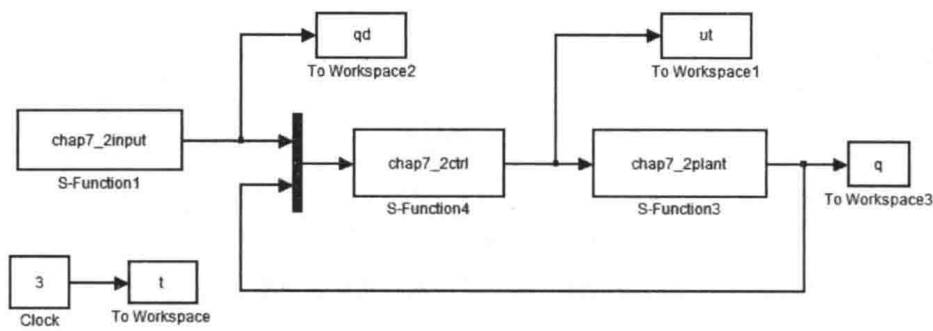 qd
To Workspace2
ut
To Workspace1
chap7_2input
S-Function1
chap7_2ctrl
S-Function4
chap7_2plant
S-Function3
q
To Workspace3
3
Clock
t
To Workspace